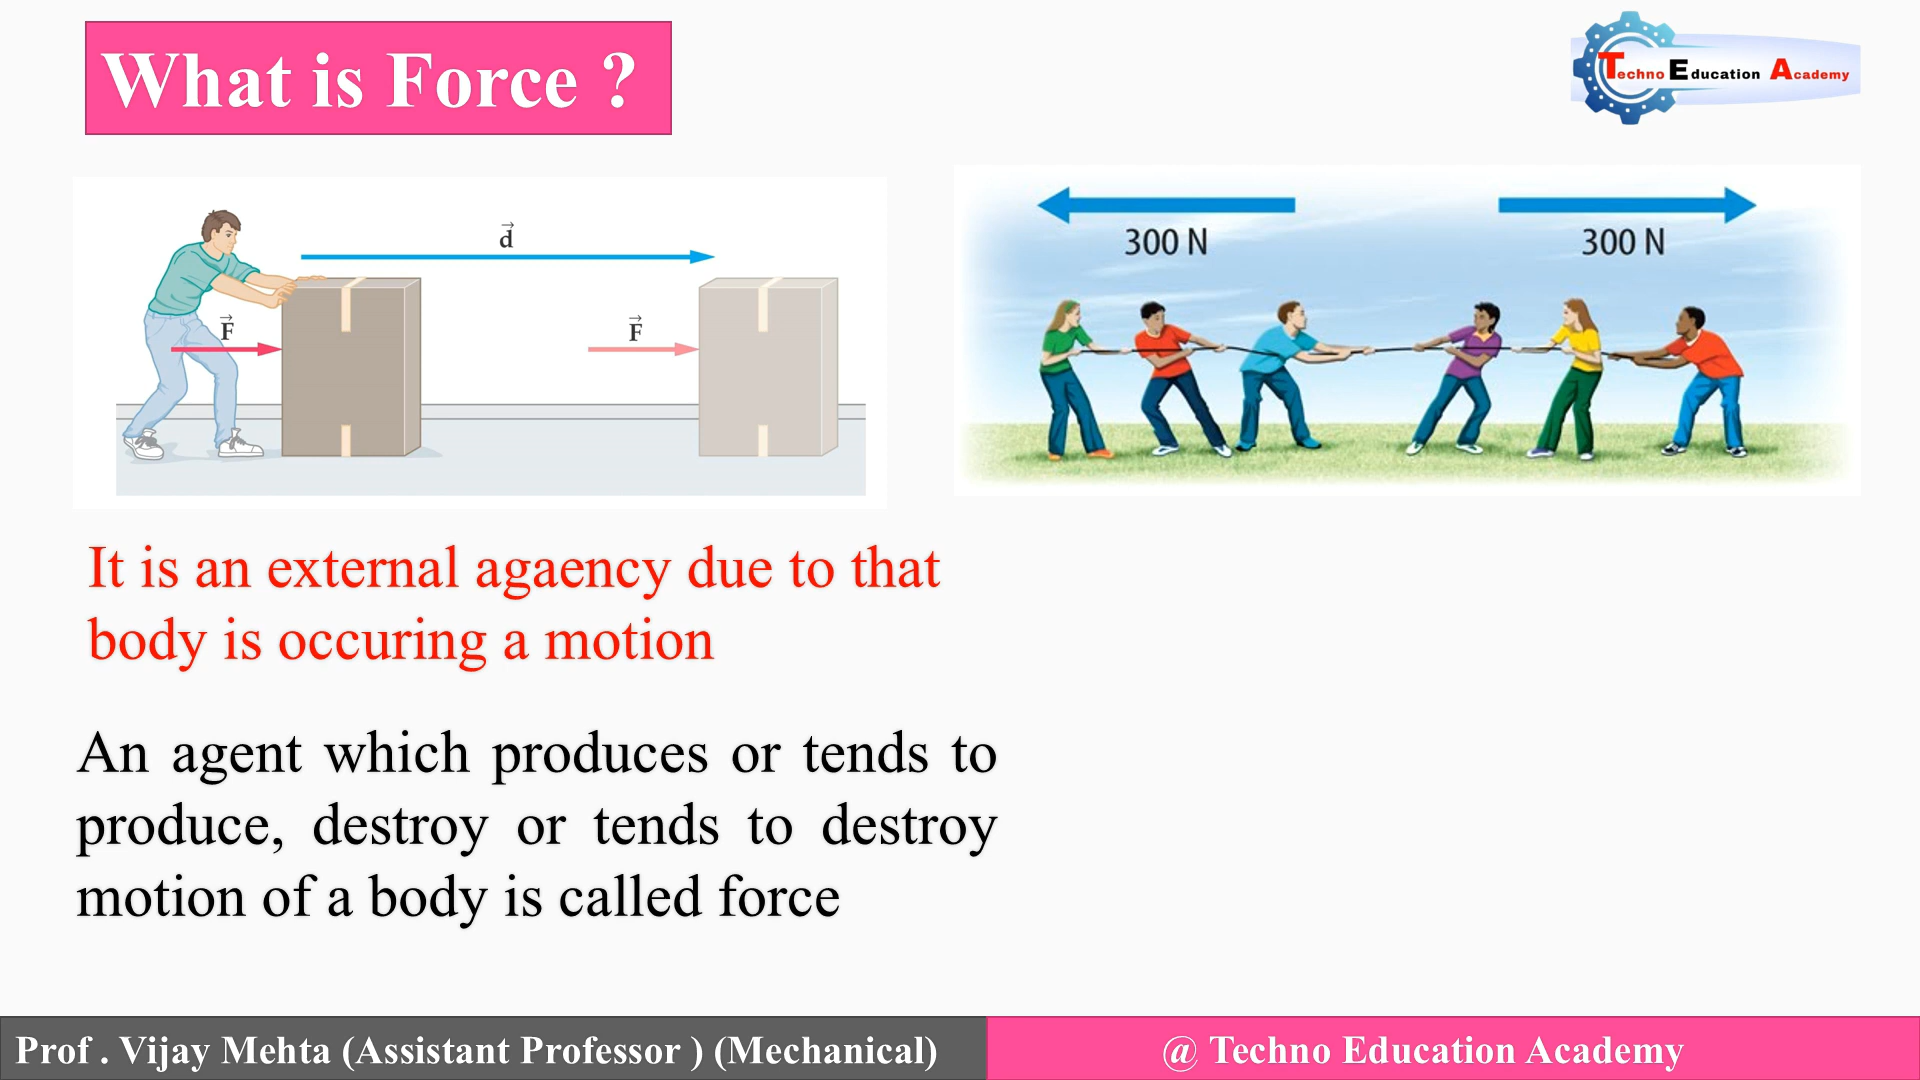 What is Force ?
Techno Education Academy
d
F
F
300 N
300 N
It is an external agaency due to that
body is occuring a motion
An agent which produces or tends to
produce, destroy or tends to destroy
motion of a body is called force
Prof . Vijay Mehta (Assistant Professor ) (Mechanical)
@ Techno Education Academy